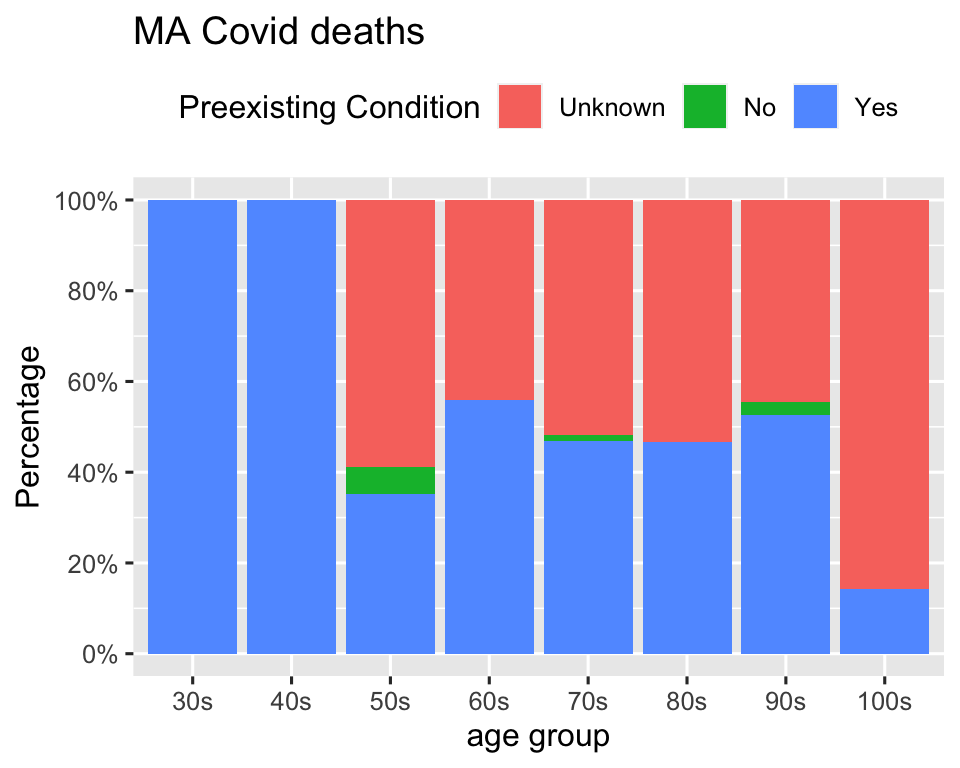 MA Covid deaths
Preexisting Condition Unknown No Yes
100%
80%
60%
40%
20%
0%
Percentage
30s 40s 50s 60s 70s 80s 90s 100s
age group